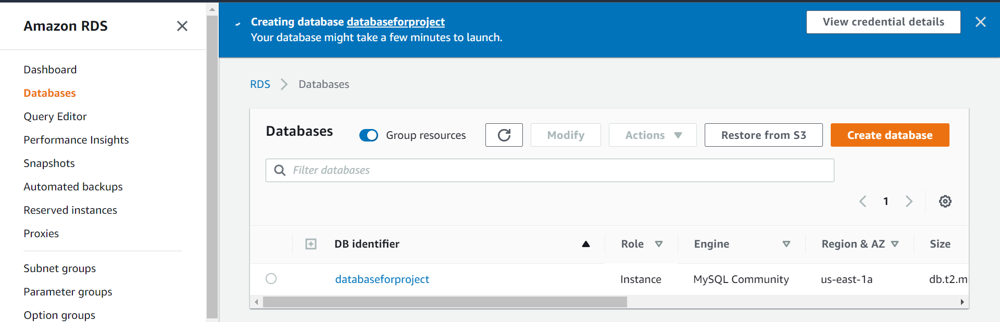 Amazon RDS
Dashboard
Databases
Query Editor
Performance Insights
Snapshots
Automated backups
Reserved instances
Proxies
Subnet groups
Parameter groups
Option groups
Creating database databaseforproject
Your database might take a few minutes to launch.
View credential details
RDS Databases
Databases Group resources Modify Actions Restore from S3 Create database
Filter databases
1
DB identifier Role Engine Region & AZ Size
databaseforproject Instance MySQL Community us-east-1a db.t2.m